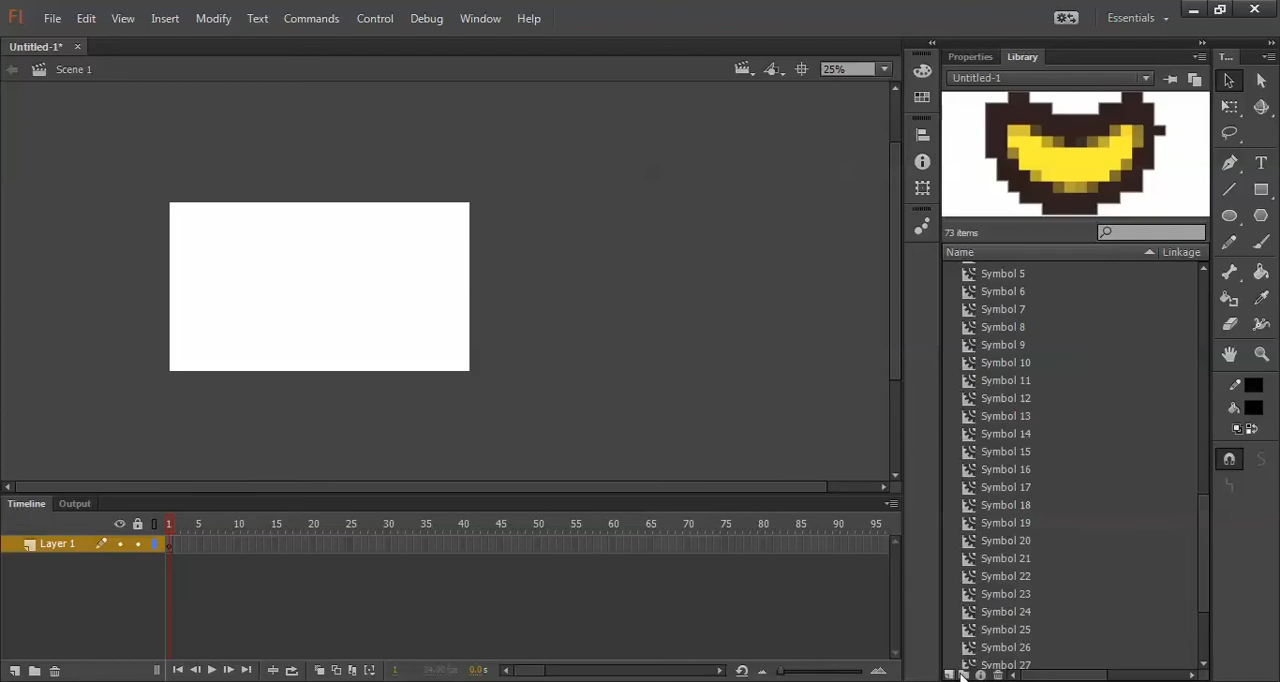 Fl File Edit View Insert Modify Text Commands Control Debug Window Help Essentials
Untitled-1* ×
Scene 1 25%
Properties Library T...
Untitled-1
73 items
Name Linkage
Symbol 5
Symbol 6
Symbol 7
Symbol 8
Symbol 9
Symbol 10
Symbol 11
Symbol 12
Symbol 13
Symbol 14
Symbol 15
Symbol 16
Symbol 17
Symbol 18
Symbol 19
Symbol 20
Symbol 21
Symbol 22
Symbol 23
Symbol 24
Symbol 25
Symbol 26
Symbol 27
Timeline Output
1 5 10 15 20 25 30 35 40 45 50 55 60 65 70 75 80 85 90 95
Layer 1
1 0.0 s